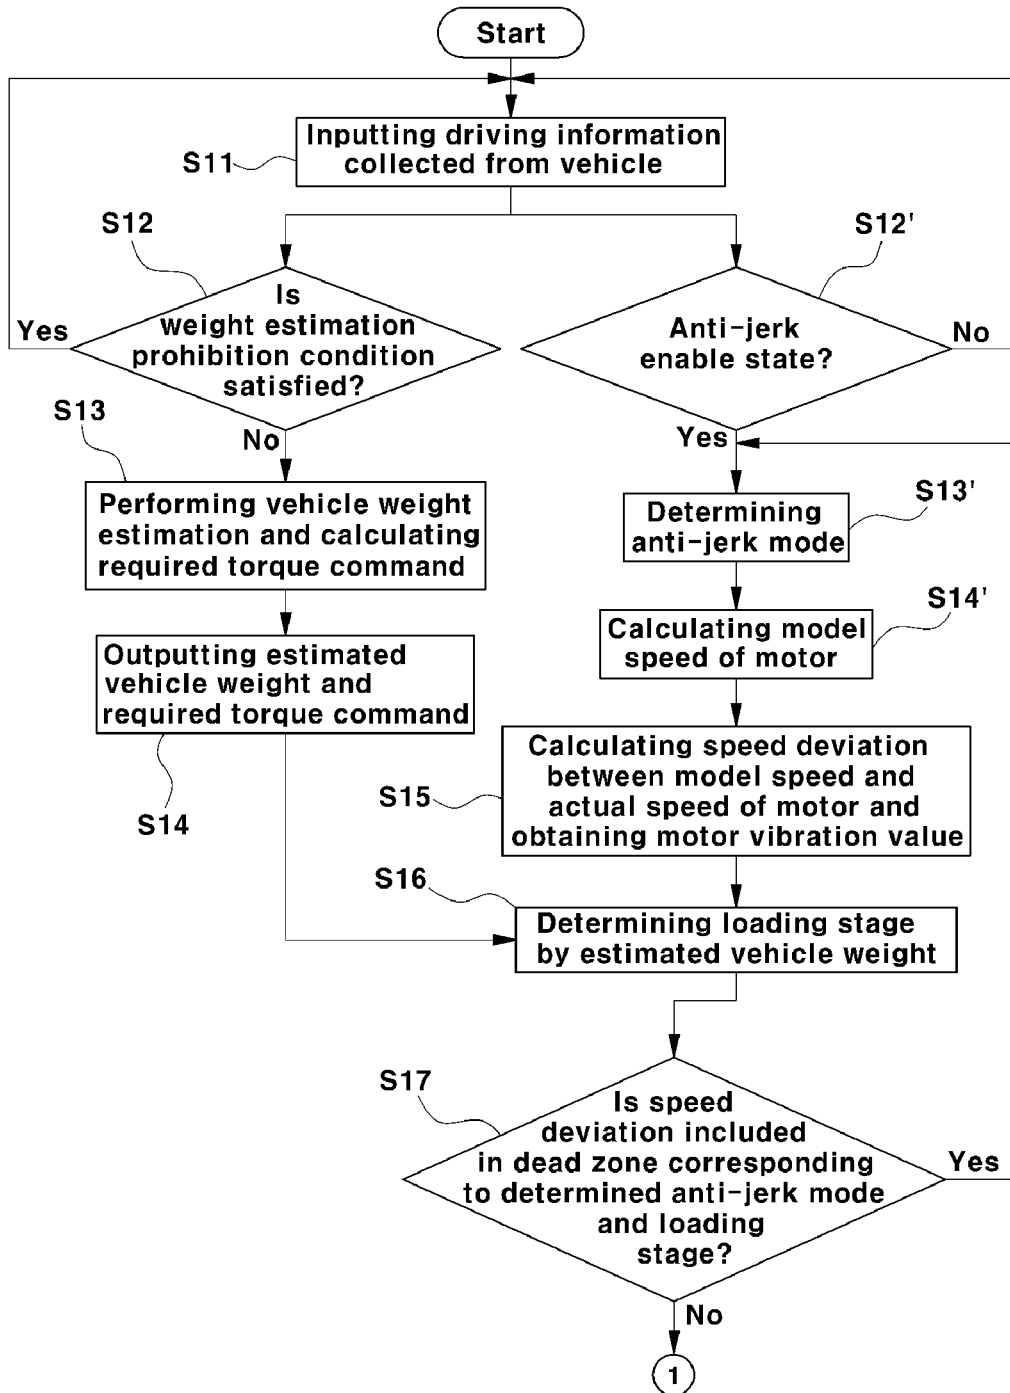 Start
Inputting driving information
collected from vehicle
S11
S12
S12'
Is
weight estimation
prohibition condition
satisfied?
Yes
Anti-jerk
enable state?
No
S13
No
Yes
Performing vehicle weight
estimation and calculating
required torque command
Determining
anti-jerk mode
S13'
Outputting estimated
vehicle weight and
required torque command
S14
Calculating model
speed of motor
S14'
Calculating speed deviation
between model speed and
actual speed of motor and
obtaining motor vibration value
S15
S16
Determining loading stage
by estimated vehicle weight
S17
Is speed
deviation included
in dead zone corresponding
to determined anti-jerk mode
and loading
stage?
Yes
No
1